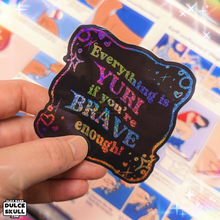 Everything is
YURI
if you're
BRAVE
enough!
DULCE
SKULL